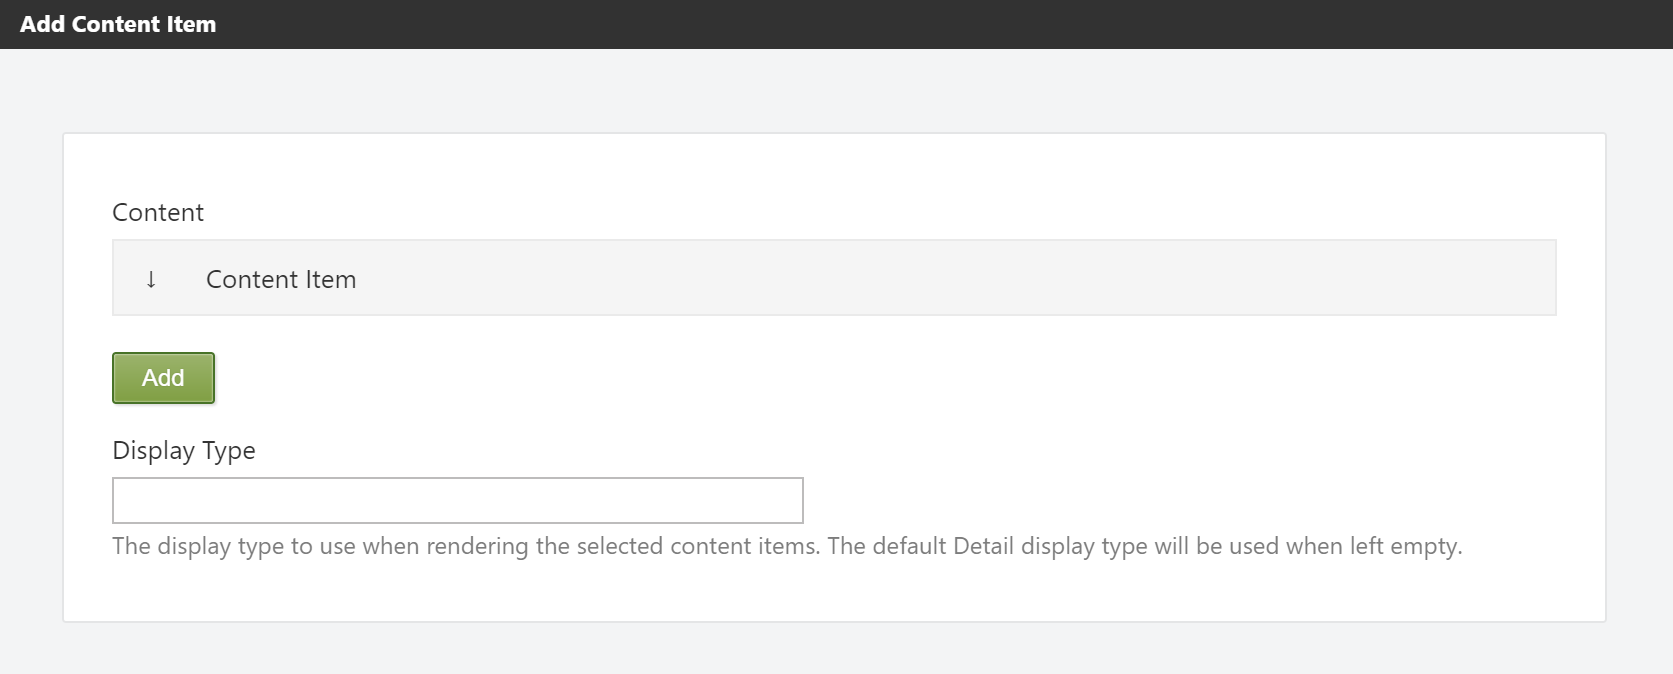 Add Content Item
Content
↓ Content Item
Add
Display Type
The display type to use when rendering the selected content items. The default Detail display type will be used when left empty.